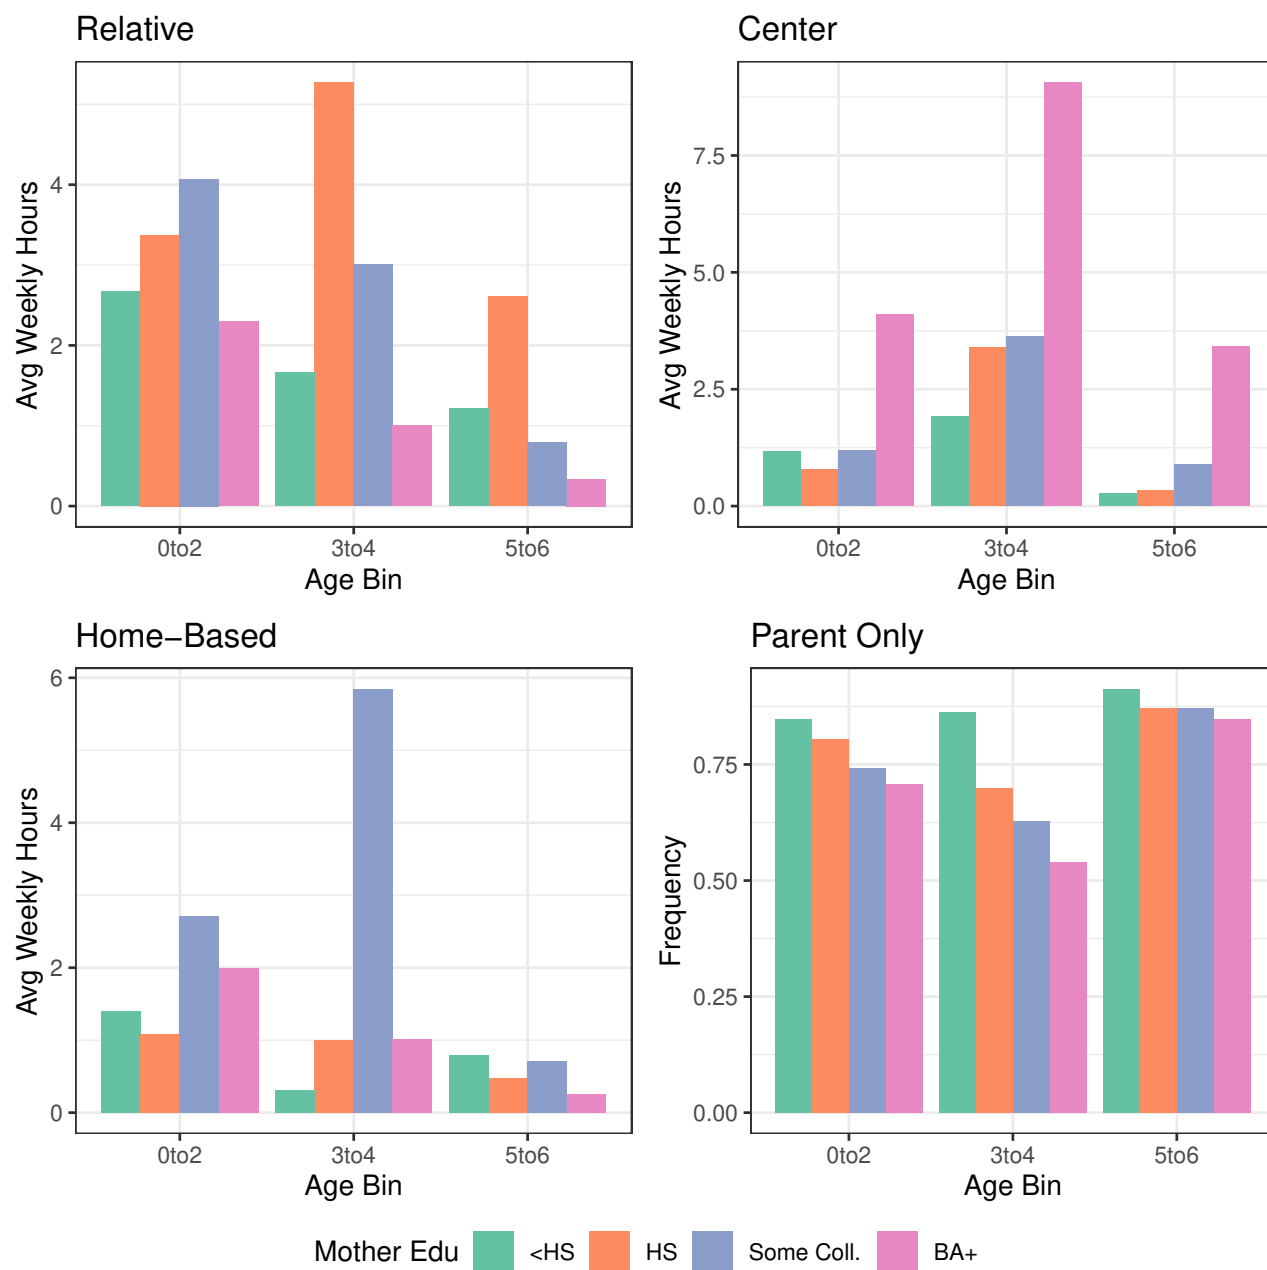 Relative
Avg Weekly Hours
4
2
0
0to2 3to4 5to6
Age Bin
Center
Avg Weekly Hours
7.5
5.0
2.5
0.0
0to2 3to4 5to6
Age Bin
Home−Based
Avg Weekly Hours
6
4
2
0
0to2 3to4 5to6
Age Bin
Parent Only
Frequency
0.75
0.50
0.25
0.00
0to2 3to4 5to6
Age Bin
Mother Edu <HS HS Some Coll. BA+